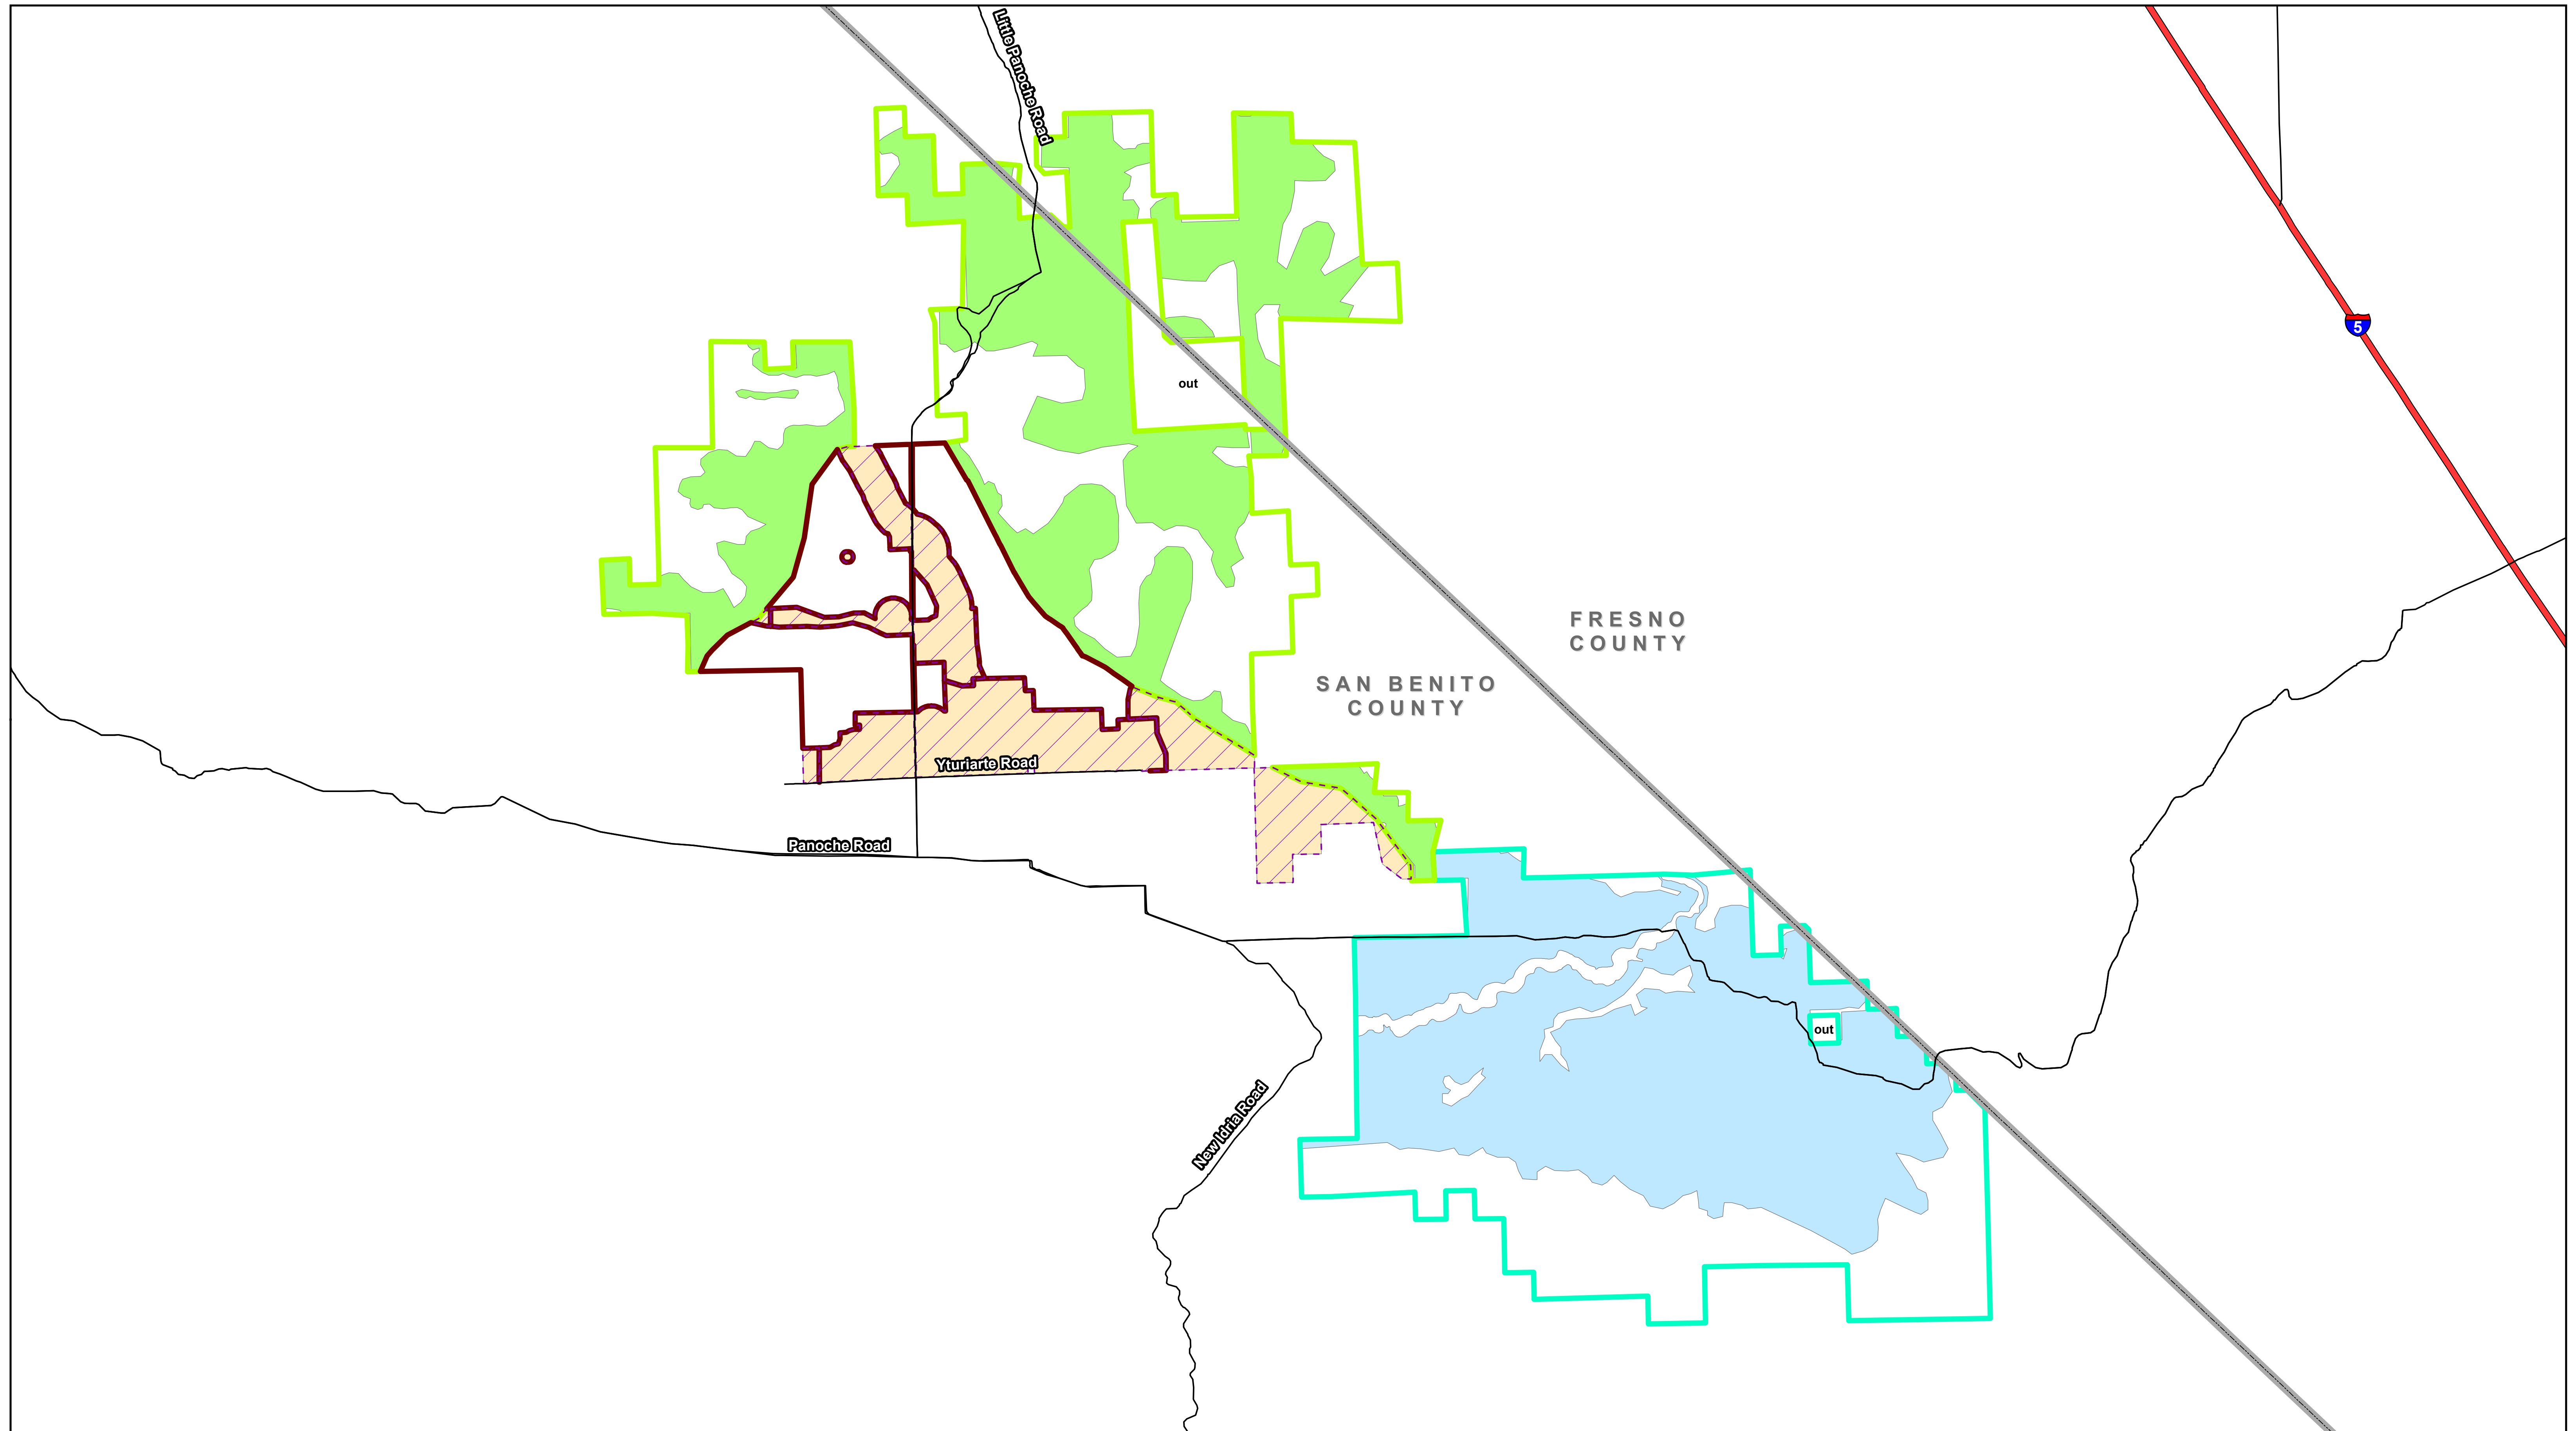 Little Panoche Road
5
out
FRESNO
COUNTY
SAN BENITO
COUNTY
Yturiarte Road
Panoche Road
out
New Idria Road